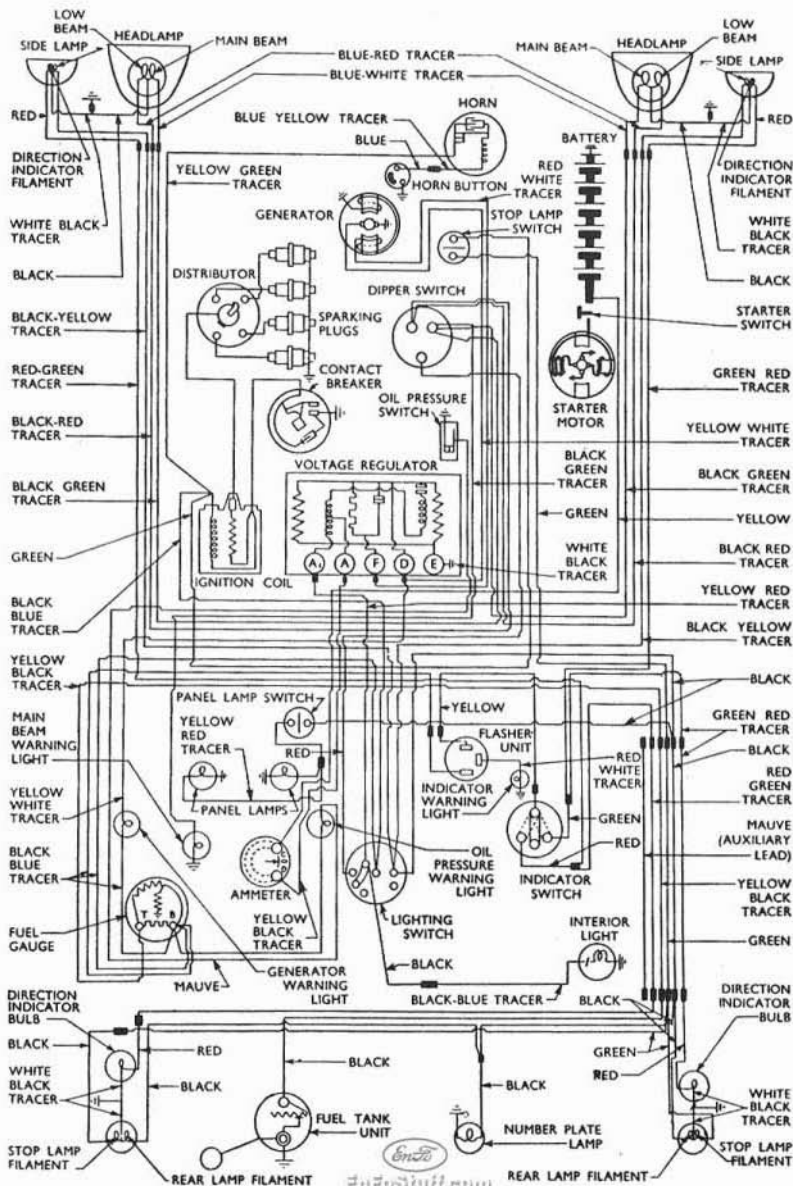 LOW
BEAM
HEADLAMP
SIDE LAMP
MAIN BEAM
BLUE-RED TRACER
BLUE-WHITE TRACER
MAIN BEAM
HEADLAMP
LOW
BEAM
SIDE LAMP
RED
BLUE YELLOW TRACER
HORN
BLUE
BATTERY
RED
DIRECTION
INDICATOR
FILAMENT
YELLOW GREEN
TRACER
HORN BUTTON
RED
WHITE
TRACER
DIRECTION
INDICATOR
FILAMENT
WHITE BLACK
TRACER
GENERATOR
STOP LAMP
SWITCH
WHITE
BLACK
TRACER
BLACK
DISTRIBUTOR
DIPPER SWITCH
BLACK
BLACK-YELLOW
TRACER
SPARKING
PLUGS
STARTER
SWITCH
RED-GREEN
TRACER
CONTACT
BREAKER
OIL PRESSURE
SWITCH
STARTER
MOTOR
GREEN RED
TRACER
BLACK-RED
TRACER
YELLOW WHITE
TRACER
VOLTAGE REGULATOR
BLACK
GREEN
TRACER
BLACK GREEN
TRACER
BLACK GREEN
TRACER
GREEN
YELLOW
GREEN
IGNITION COIL
A₁ A F D E
WHITE
BLACK
TRACER
BLACK RED
TRACER
BLACK
BLUE
TRACER
YELLOW RED
TRACER
BLACK YELLOW
TRACER
YELLOW
BLACK
TRACER
PANEL LAMP SWITCH
YELLOW
BLACK
MAIN
BEAM
WARNING
LIGHT
YELLOW
RED
TRACER
RED
FLASHER
UNIT
GREEN RED
TRACER
BLACK
PANEL LAMPS
INDICATOR
WARNING
LIGHT
RED
WHITE
TRACER
RED
GREEN
TRACER
YELLOW
WHITE
TRACER
GREEN
RED
MAUVE
(AUXILIARY
LEAD)
BLACK
BLUE
TRACER
AMMETER
OIL
PRESSURE
WARNING
LIGHT
INDICATOR
SWITCH
YELLOW
BLACK
TRACER
T B
FUEL
GAUGE
YELLOW
BLACK
TRACER
LIGHTING
SWITCH
INTERIOR
LIGHT
GREEN
MAUVE
GENERATOR
WARNING
LIGHT
BLACK
BLACK-BLUE TRACER
BLACK
DIRECTION
INDICATOR
BULB
DIRECTION
INDICATOR
BULB
BLACK
RED
BLACK
GREEN
RED
WHITE
BLACK
TRACER
BLACK
BLACK
WHITE
BLACK
TRACER
STOP LAMP
FILAMENT
FUEL TANK
UNIT
NUMBER PLATE
LAMP
STOP LAMP
FILAMENT
REAR LAMP FILAMENT
REAR LAMP FILAMENT